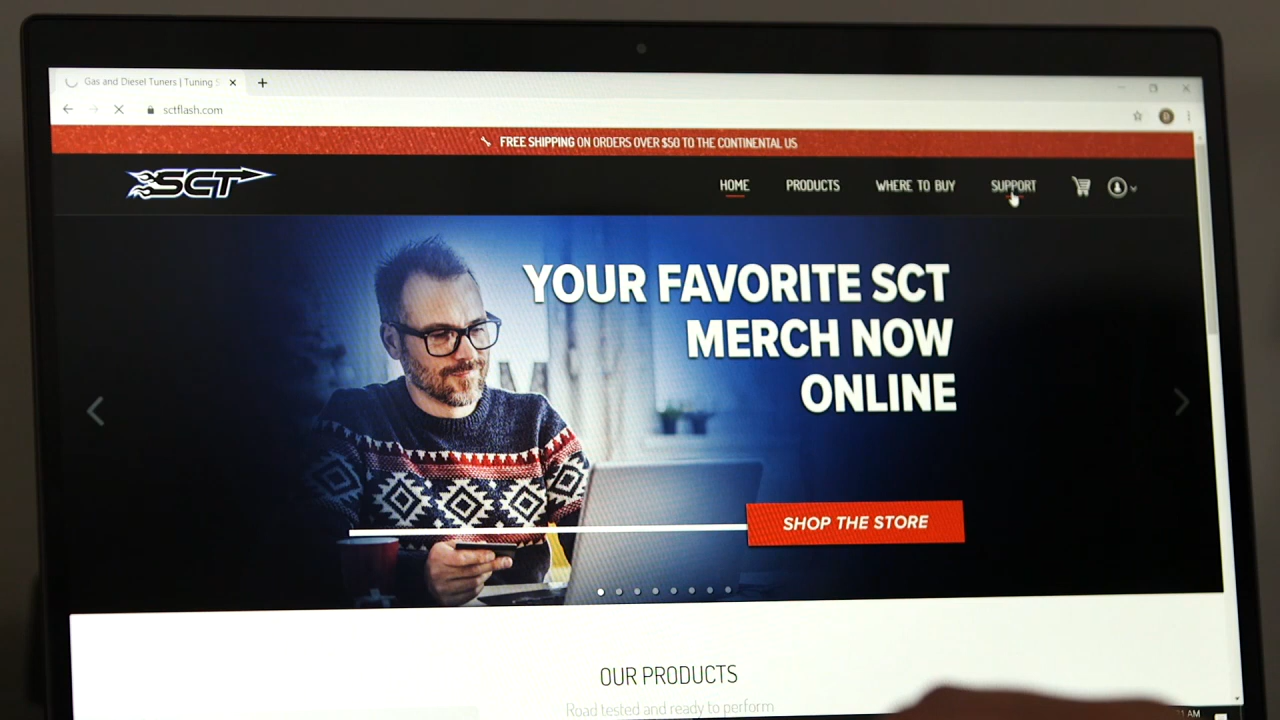 Gas and Diesel Tuners | Tuning S
sctflash.com
FREE SHIPPING ON ORDERS OVER $50 TO THE CONTINENTAL US
SCT
HOME
PRODUCTS
WHERE TO BUY
SUPPORT
YOUR FAVORITE SCT
MERCH NOW
ONLINE
SHOP THE STORE
OUR PRODUCTS
Road tested and ready to perform
AM